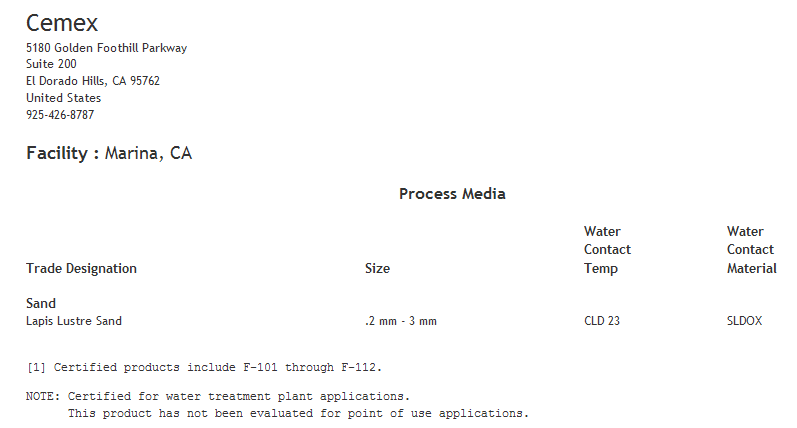 Cemex
5180 Golden Foothill Parkway
Suite 200
El Dorado Hills, CA 95762
United States
925-426-8787
Facility : Marina, CA
Process Media
Water Water
Contact Contact
Trade Designation Size Temp Material
Sand
Lapis Lustre Sand .2 mm - 3 mm CLD 23 SLDOX
[1] Certified products include F-101 through F-112.
NOTE: Certified for water treatment plant applications.
This product has not been evaluated for point of use applications.